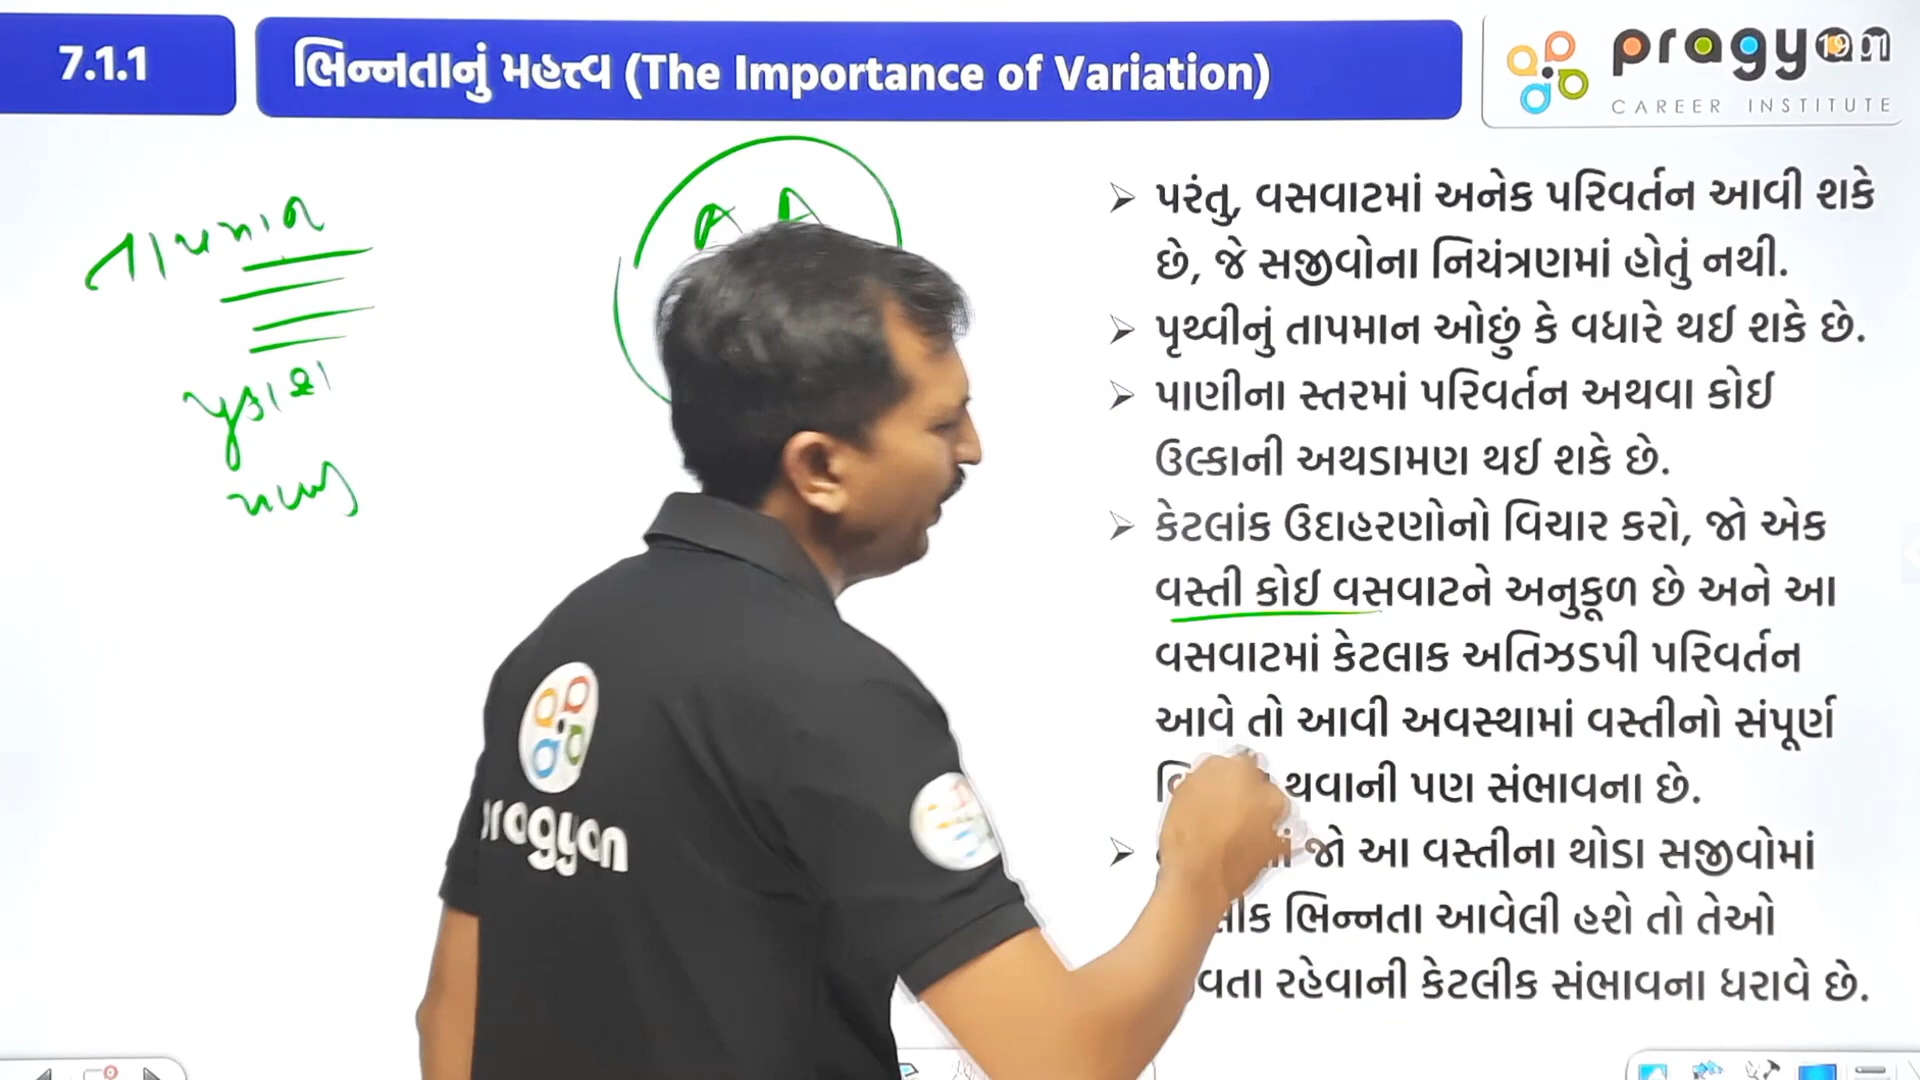 7.1.1
ભિન્નતાનું મહત્ત્વ (The Importance of Variation)
pragyan
CAREER INSTITUTE
તાપમાન
પ્રકાશ
A A
➢ પરંતુ, વસવાટમાં અનેક પરિવર્તન આવી શકે
છે, જે સજીવોના નિયંત્રણમાં હોતું નથી.
➢ પૃથ્વીનું તાપમાન ઓછું કે વધારે થઈ શકે છે.
➢ પાણીના સ્તરમાં પરિવર્તન અથવા કોઈ
ઉલ્કાની અથડામણ થઈ શકે છે.
➢ કેટલાંક ઉદાહરણોનો વિચાર કરો, જો એક
વસ્તી કોઈ વસવાટને અનુકૂળ છે અને આ
વસવાટમાં કેટલાક અતિઝડપી પરિવર્તન
આવે તો આવી અવસ્થામાં વસ્તીનો સંપૂર્ણ
થવાની પણ સંભાવના છે.
➢ જો આ વસ્તીના થોડા સજીવોમાં
ભિન્નતા આવેલી હશે તો તેઓ
રહેવાની કેટલીક સંભાવના ધરાવે છે.
pragyan